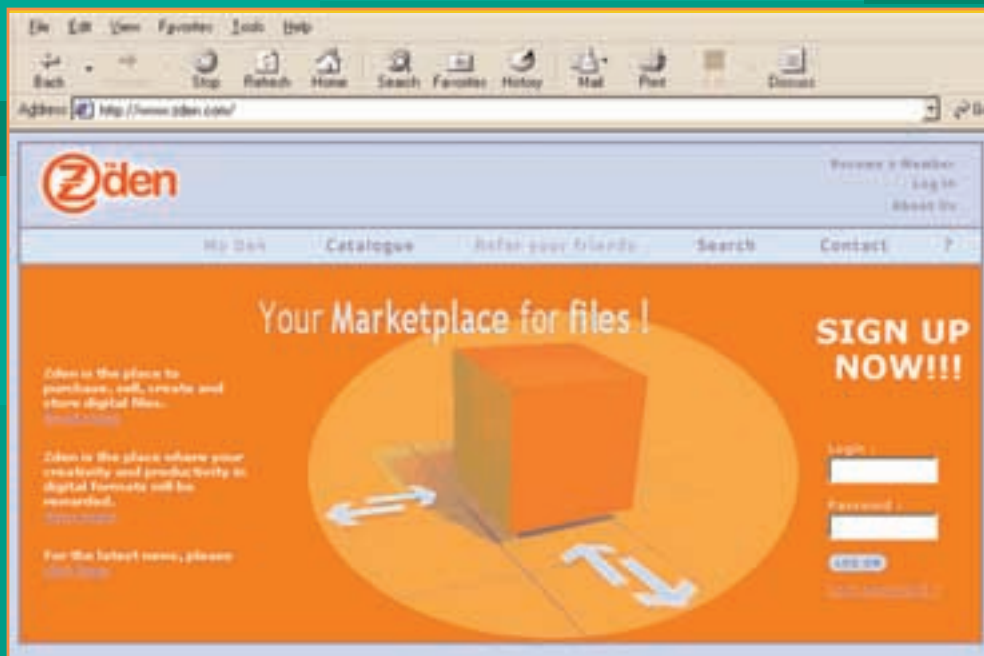 File Edit View Favorites Tools Help
Back Stop Refresh Home Search Favorites History Mail Print Discuss
Address http://www.zden.com/
Zden
Become a Member
Log In
About Us
My Den Catalogue Refer your friends Search Contact ?
Your Marketplace for files !
SIGN UP
NOW!!!
Zden is the place to
purchase, sell, create and
store digital files.
Zden is the place where your
creativity and productivity in
digital formats will be
rewarded.
For the latest news, please
click here
Login :
Password :
LOG ON